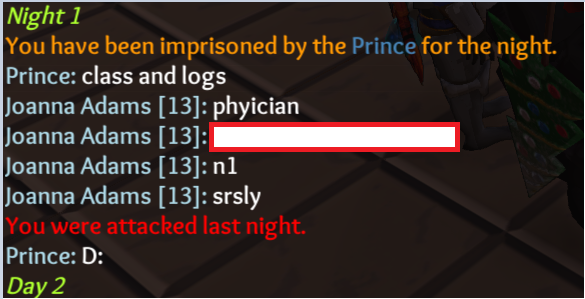 Night 1
You have been imprisoned by the Prince for the night.
Prince: class and logs
Joanna Adams [13]: phyician
Joanna Adams [13]:
Joanna Adams [13]: n1
Joanna Adams [13]: srsly
You were attacked last night.
Prince: D:
Day 2